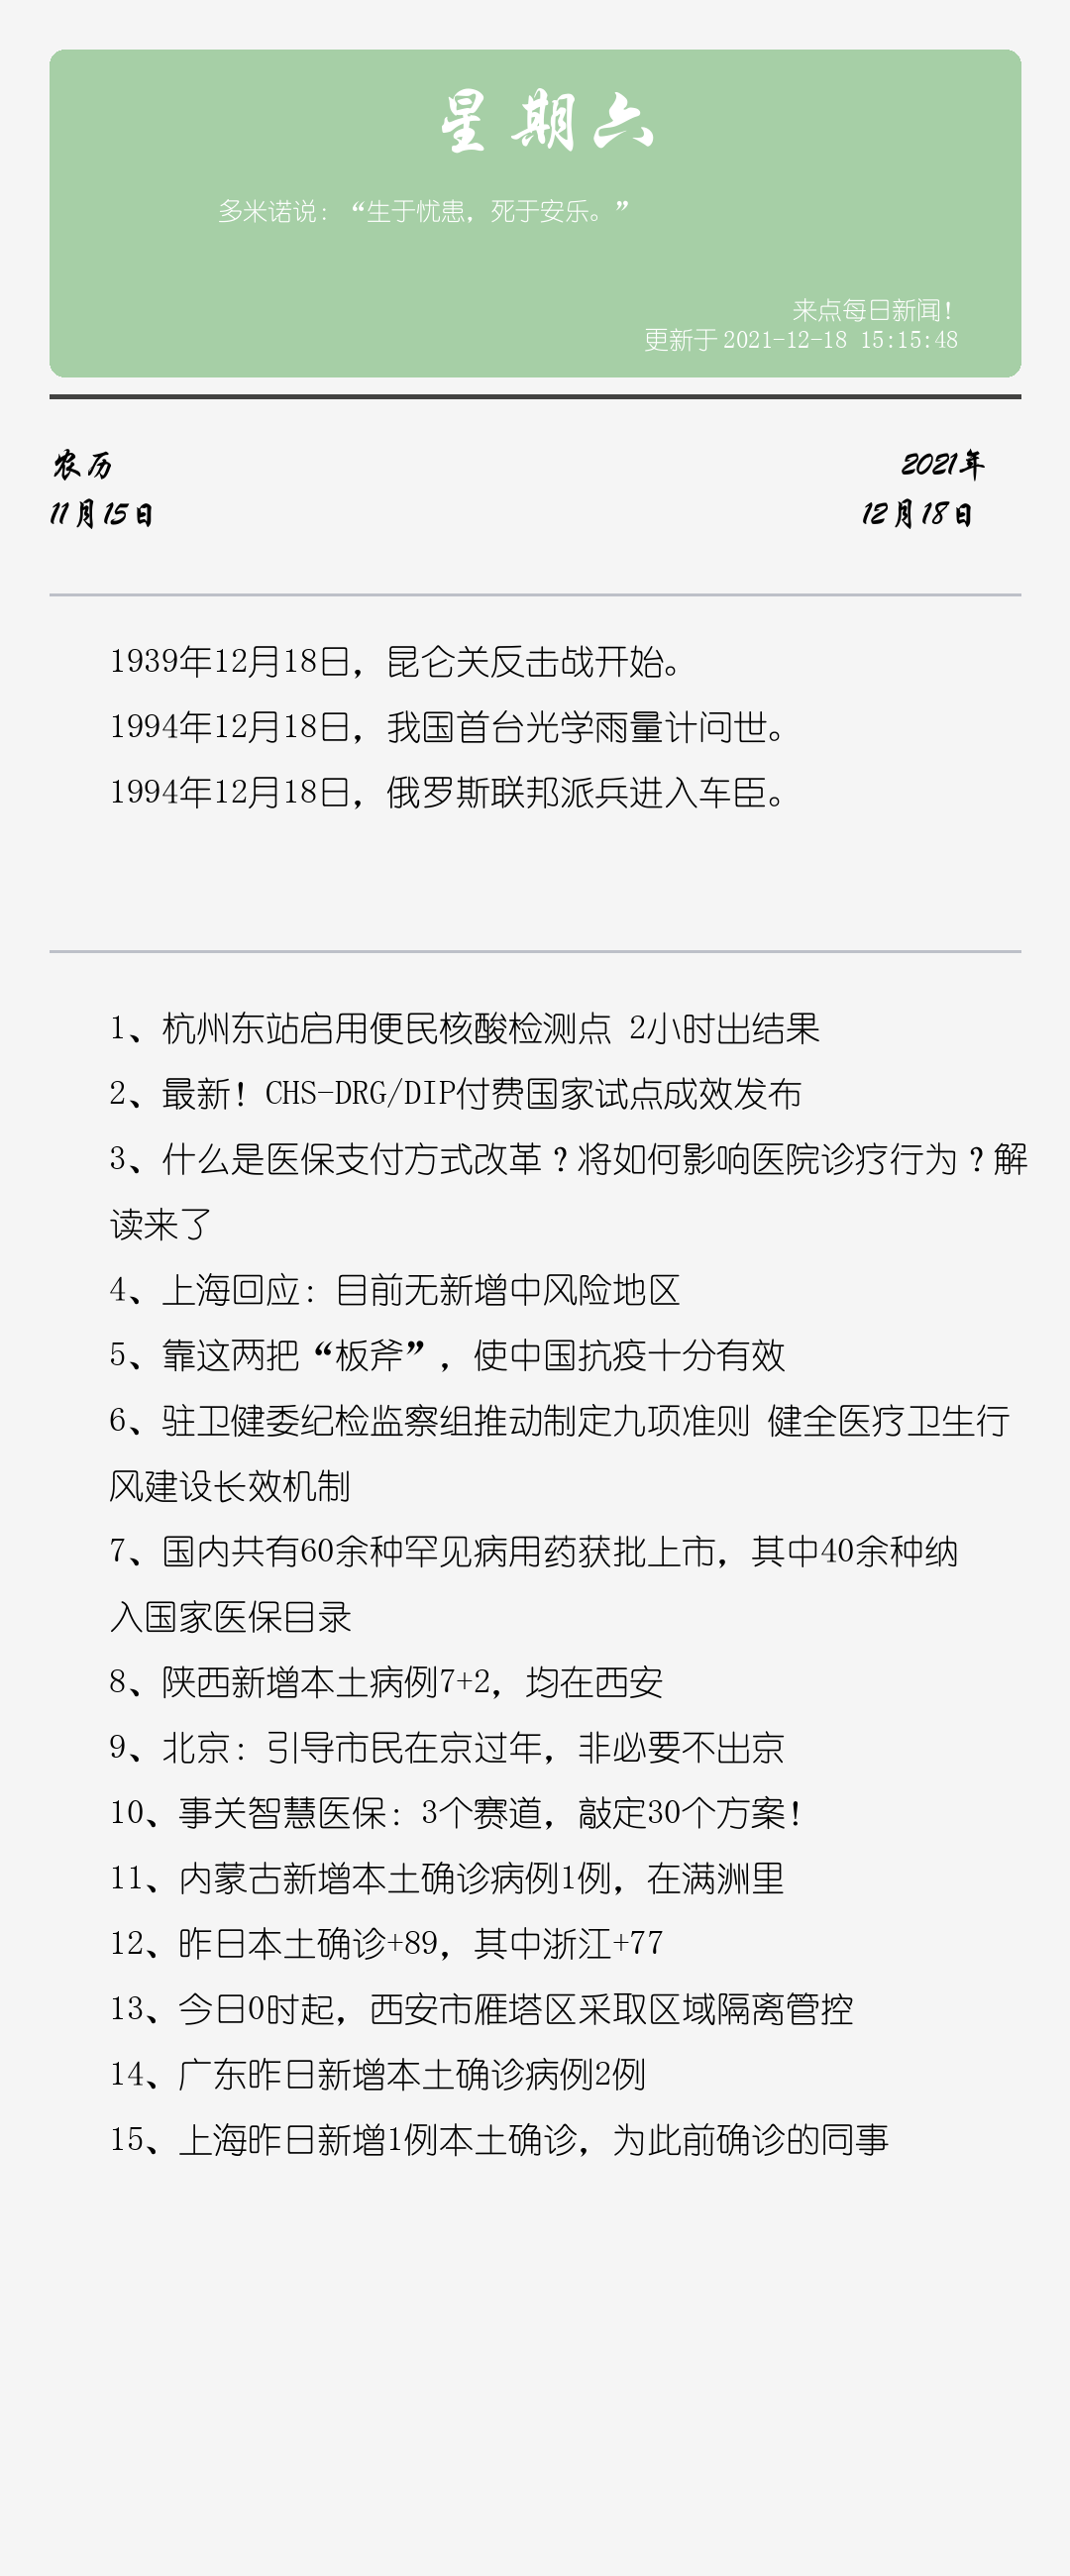 星期六
多米诺说：“生于忧患，死于安乐。”
来点每日新闻！
更新于 2021-12-18 15:15:48
农历
2021年
11月15日
12月18日
1939年12月18日，昆仑关反击战开始。
1994年12月18日，我国首台光学雨量计问世。
1994年12月18日，俄罗斯联邦派兵进入车臣。
1、杭州东站启用便民核酸检测点 2小时出结果
2、最新！CHS-DRG/DIP付费国家试点成效发布
3、什么是医保支付方式改革？将如何影响医院诊疗行为？解
读来了
4、上海回应：目前无新增中风险地区
5、靠这两把“板斧”，使中国抗疫十分有效
6、驻卫健委纪检监察组推动制定九项准则 健全医疗卫生行
风建设长效机制
7、国内共有60余种罕见病用药获批上市，其中40余种纳
入国家医保目录
8、陕西新增本土病例7+2，均在西安
9、北京：引导市民在京过年，非必要不出京
10、事关智慧医保：3个赛道，敲定30个方案！
11、内蒙古新增本土确诊病例1例，在满洲里
12、昨日本土确诊+89，其中浙江+77
13、今日0时起，西安市雁塔区采取区域隔离管控
14、广东昨日新增本土确诊病例2例
15、上海昨日新增1例本土确诊，为此前确诊的同事